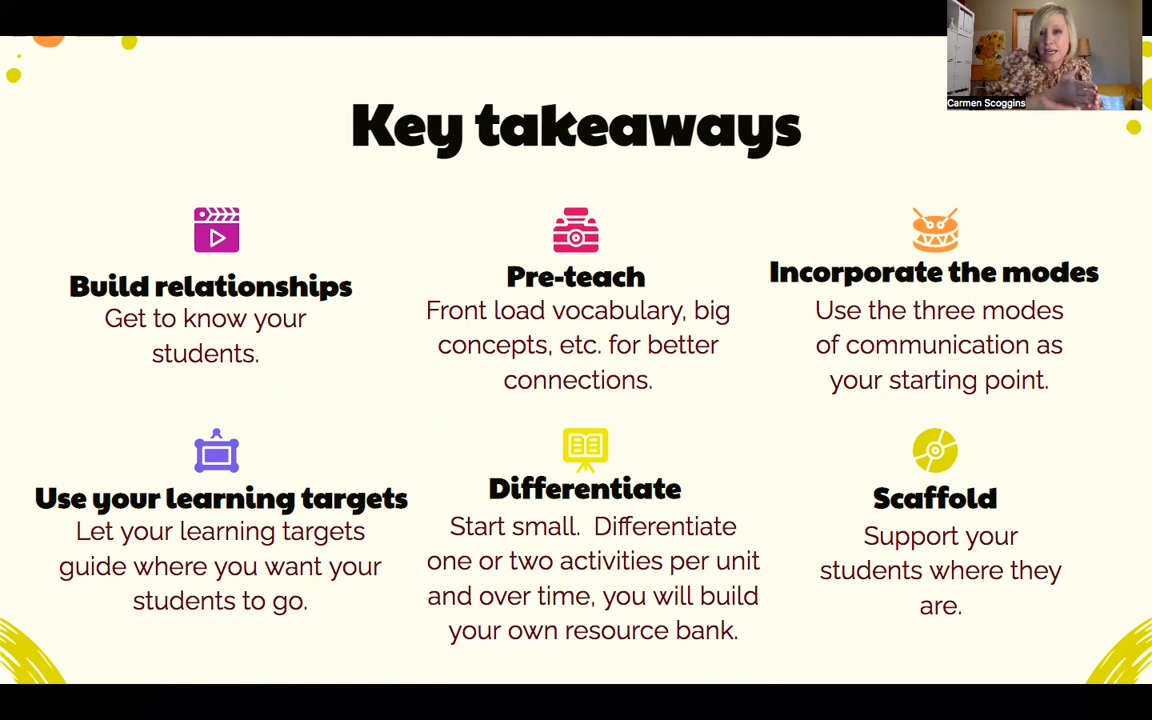 Carmen Scoggins
Key takeaways
Build relationships
Get to know your
students.
Pre-teach
Front load vocabulary, big
concepts, etc. for better
connections.
Incorporate the modes
Use the three modes
of communication as
your starting point.
Use your learning targets
Let your learning targets
guide where you want your
students to go.
Differentiate
Start small.  Differentiate
one or two activities per unit
and over time, you will build
your own resource bank.
Scaffold
Support your
students where they
are.